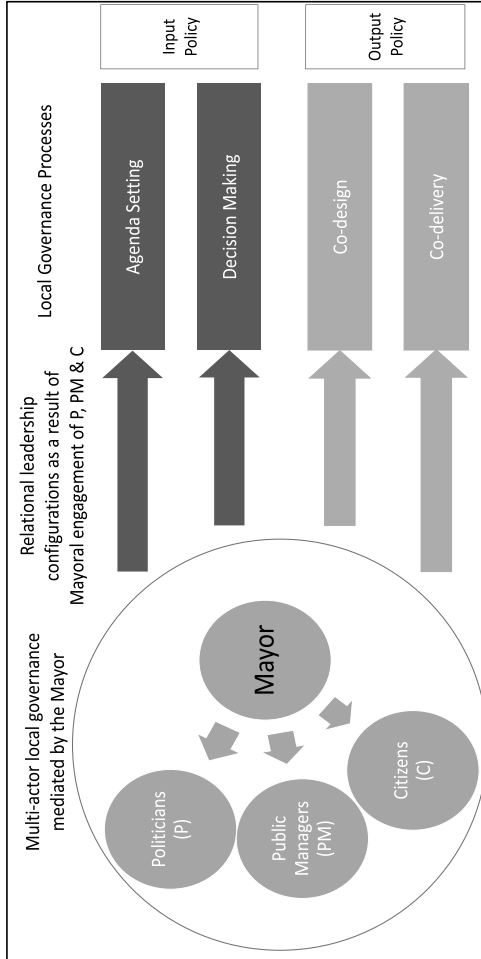 Multi-actor local governance
mediated by the Mayor
Relational leadership
configurations as a result of
Mayoral engagement of P, PM & C
Local Governance Processes
Politicians
(P)
Public
Managers
(PM)
Citizens
(C)
Mayor
Agenda Setting
Decision Making
Co-design
Co-delivery
Input
Policy
Output
Policy